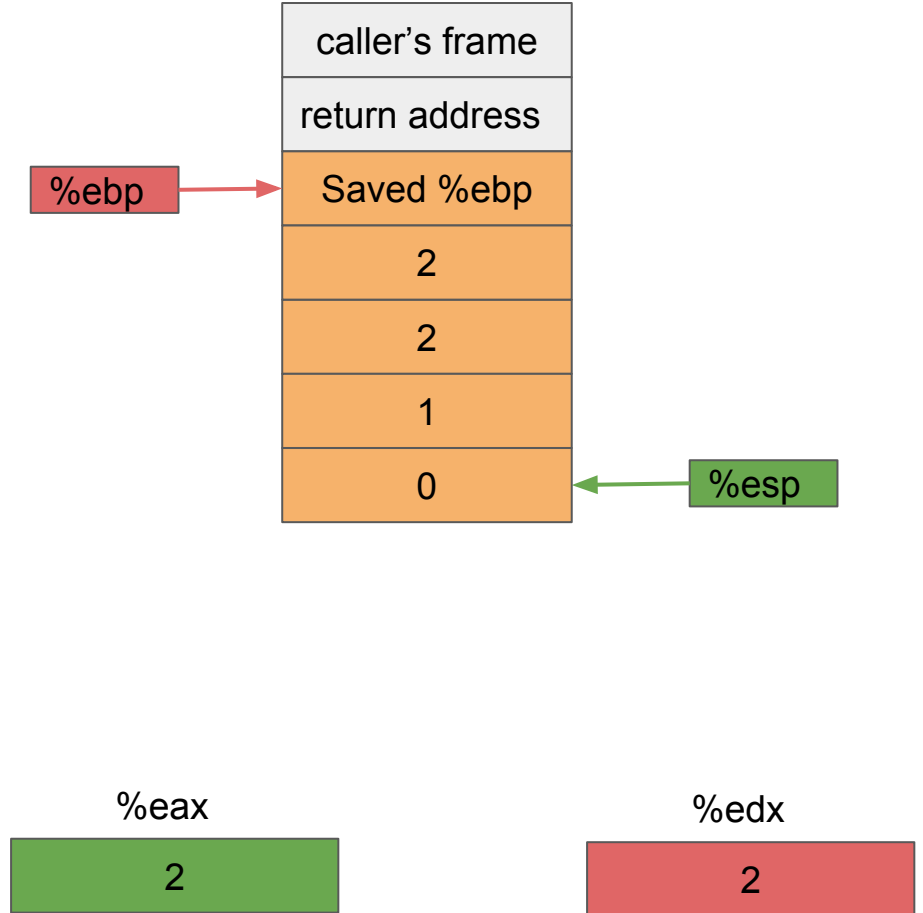 caller’s frame
return address
%ebp
Saved %ebp
2
2
1
0
%esp
%eax
%edx
2
2